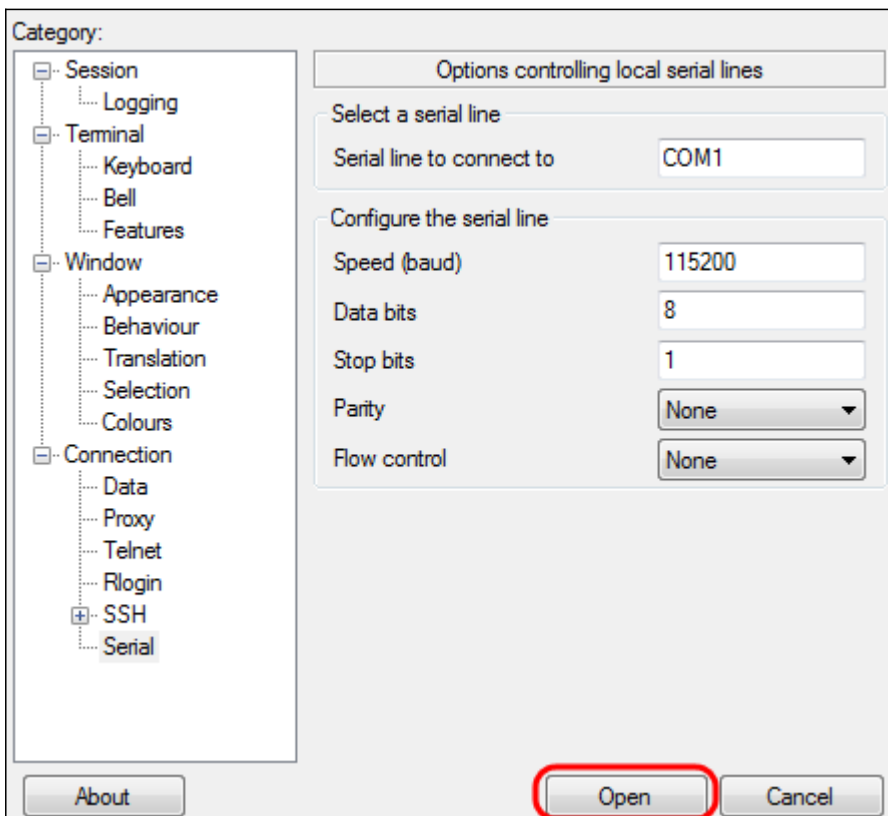 Category:
Session
Logging
Terminal
Keyboard
Bell
Features
Window
Appearance
Behaviour
Translation
Selection
Colours
Connection
Data
Proxy
Telnet
Rlogin
SSH
Serial
Options controlling local serial lines
Select a serial line
Serial line to connect to COM1
Configure the serial line
Speed (baud) 115200
Data bits 8
Stop bits 1
Parity None
Flow control None
About Open Cancel